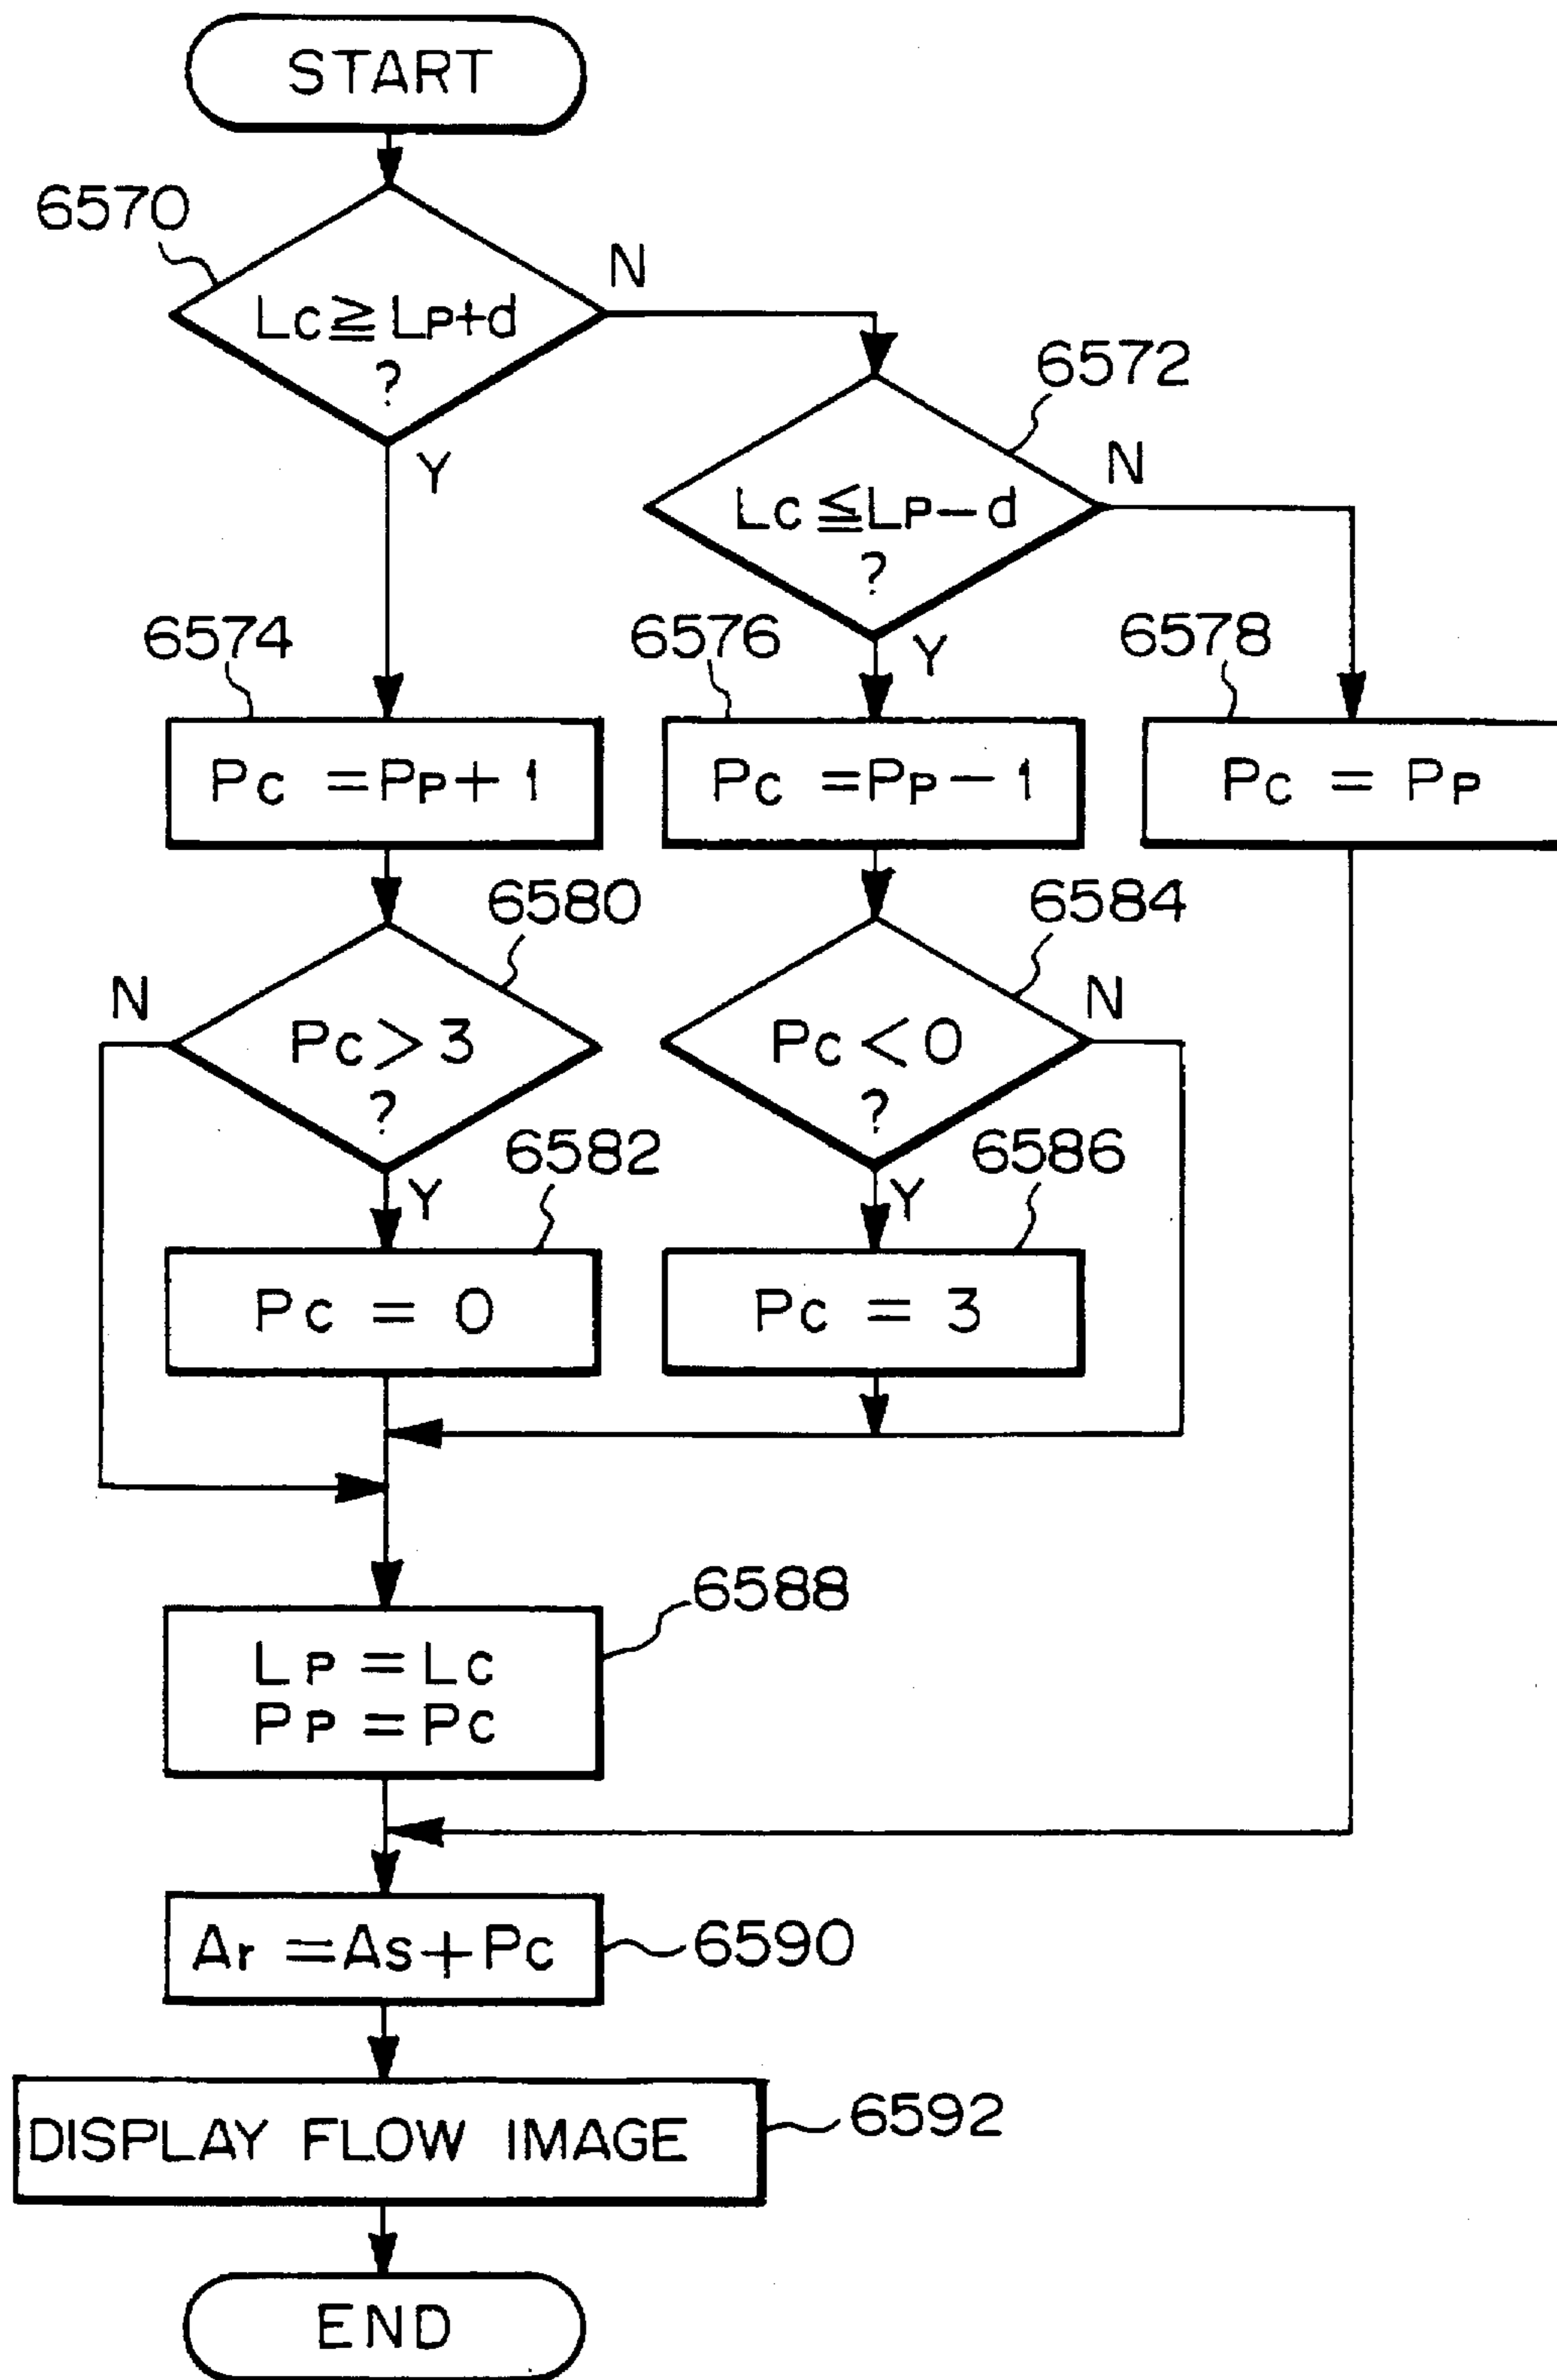 START
6570
N
Lc≧LP+d
?
Y
6572
N
Lc≦LP−d
?
Y
6574
6576
6578
Pc =PP+1
Pc =PP−1
Pc = PP
6580
6584
N
Pc>3
?
Y
N
Pc<0
?
Y
6582
6586
Pc = 0
Pc = 3
6588
LP =Lc
PP =Pc
Ar =As+Pc
6590
DISPLAY FLOW IMAGE
6592
END